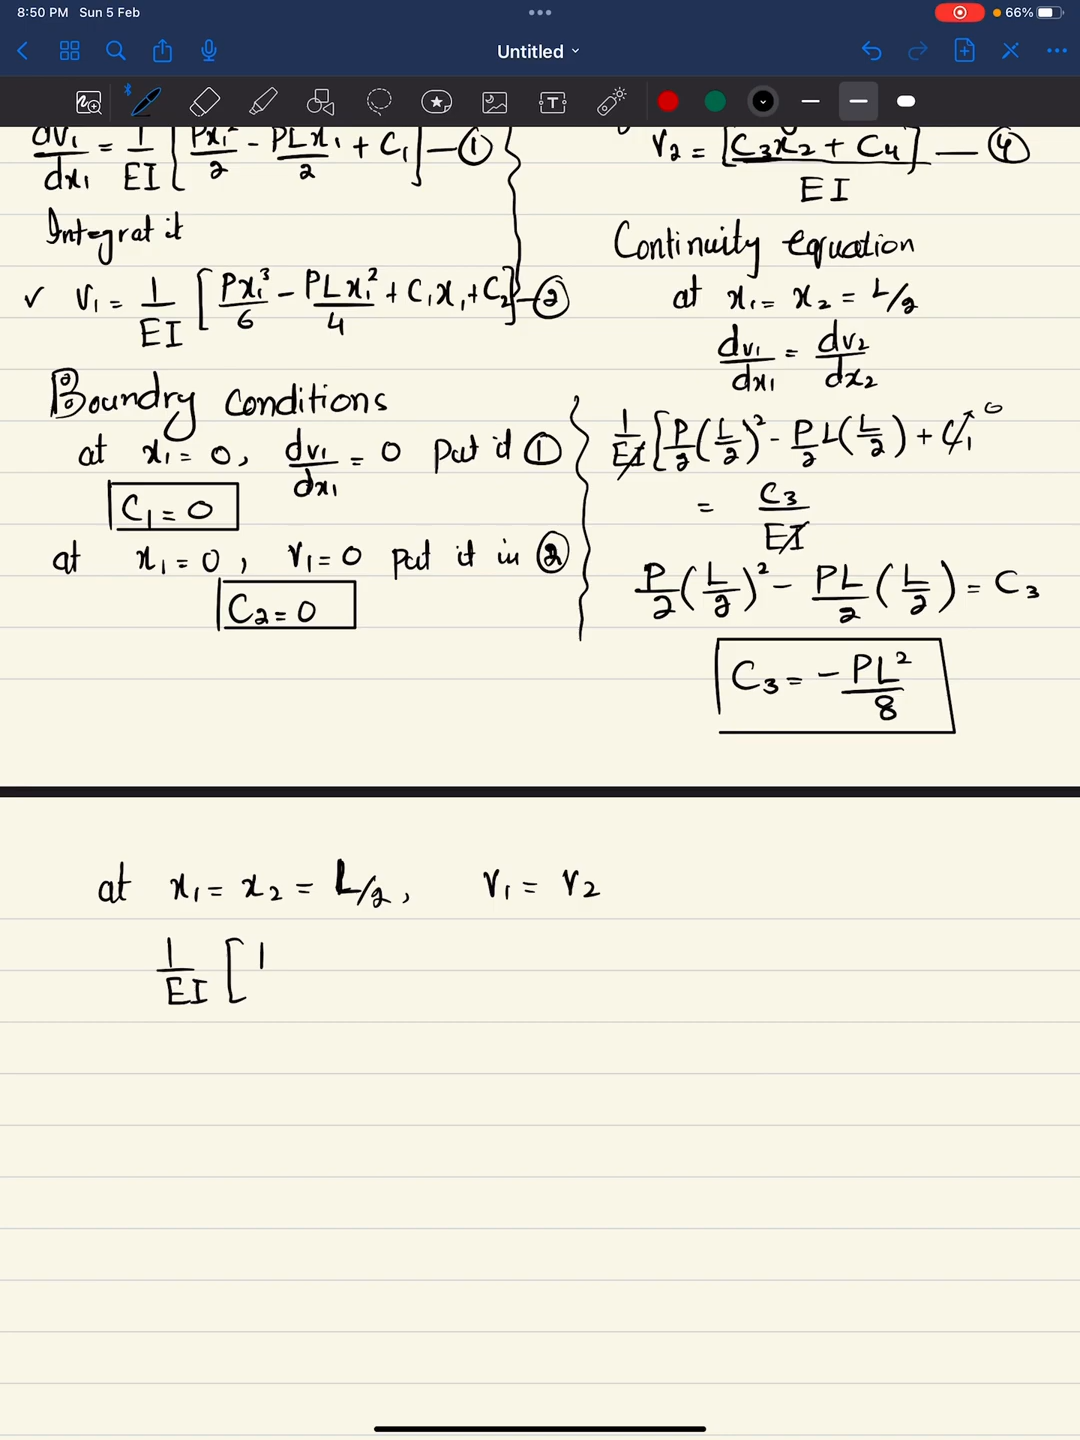 8:50 PM Sun 5 Feb
66%
Untitled
dv₁/dx₁ = 1/EI [Px₁²/2 - PLx₁/2 + C₁] — ①
Integrat it
✓ v₁ = 1/EI [Px₁³/6 - PLx₁²/4 + C₁x₁ + C₂] — ②
Boundry conditions
at x₁ = 0, dv₁/dx₁ = 0 put it ①
C₁ = 0
at x₁ = 0, v₁ = 0 put it in ②
C₂ = 0
v₂ = [C₃x₂ + C₄]/EI — ④
Continuity equation
at x₁ = x₂ = L/2
dv₁/dx₁ = dv₂/dx₂
1/EI [P/2 (L/2)² - P/2 L(L/2) + C₁ 0
= C₃/EI
P/2 (L/2)² - PL/2 (L/2) = C₃
C₃ = - PL²/8
at x₁ = x₂ = L/2, v₁ = v₂
1/EI [